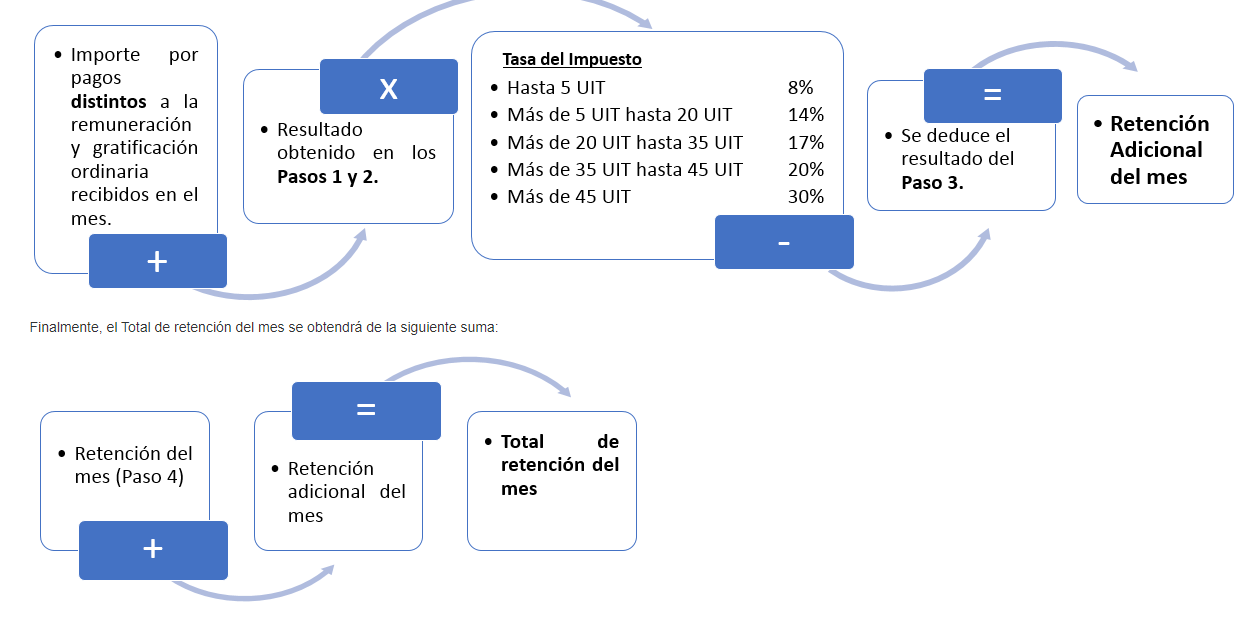 • Importe por
pagos
distintos a la
remuneración
y gratificación
ordinaria
recibidos en el
mes.
+
X
• Resultado
obtenido en los
Pasos 1 y 2.
Tasa del Impuesto
• Hasta 5 UIT 8%
• Más de 5 UIT hasta 20 UIT 14%
• Más de 20 UIT hasta 35 UIT 17%
• Más de 35 UIT hasta 45 UIT 20%
• Más de 45 UIT 30%
-
=
• Se deduce el
resultado del
Paso 3.
• Retención
Adicional
del mes
Finalmente, el Total de retención del mes se obtendrá de la siguiente suma:
• Retención del
mes (Paso 4)
+
=
• Retención
adicional del
mes
• Total de
retención del
mes